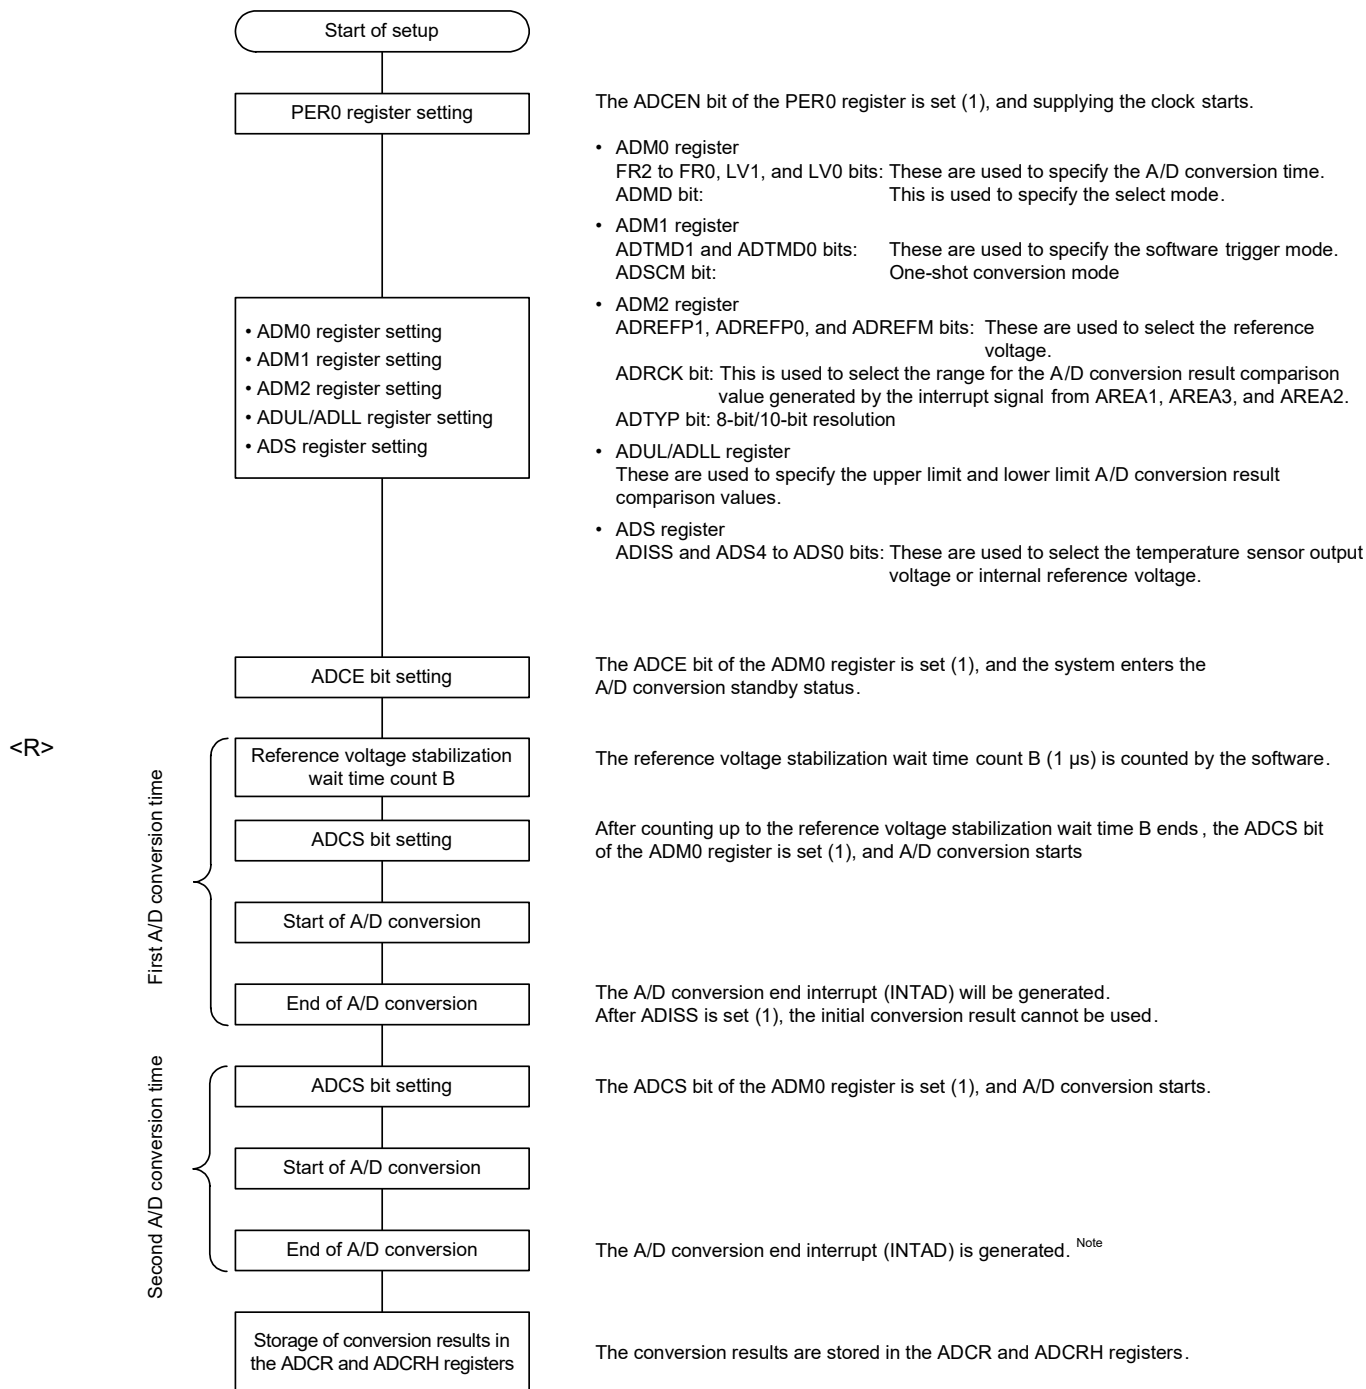 Start of setup
PER0 register setting
The ADCEN bit of the PER0 register is set (1), and supplying the clock starts.
• ADM0 register
FR2 to FR0, LV1, and LV0 bits: These are used to specify the A/D conversion time.
ADMD bit: This is used to specify the select mode.
• ADM1 register
ADTMD1 and ADTMD0 bits: These are used to specify the software trigger mode.
ADSCM bit: One-shot conversion mode
• ADM2 register
ADREFP1, ADREFP0, and ADREFM bits: These are used to select the reference
voltage.
ADRCK bit: This is used to select the range for the A/D conversion result comparison
value generated by the interrupt signal from AREA1, AREA3, and AREA2.
ADTYP bit: 8-bit/10-bit resolution
• ADUL/ADLL register
These are used to specify the upper limit and lower limit A/D conversion result
comparison values.
• ADS register
ADISS and ADS4 to ADS0 bits: These are used to select the temperature sensor output
voltage or internal reference voltage.
• ADM0 register setting
• ADM1 register setting
• ADM2 register setting
• ADUL/ADLL register setting
• ADS register setting
ADCE bit setting
The ADCE bit of the ADM0 register is set (1), and the system enters the
A/D conversion standby status.
<R>
First A/D conversion time
Reference voltage stabilization
wait time count B
The reference voltage stabilization wait time count B (1 µs) is counted by the software.
ADCS bit setting
After counting up to the reference voltage stabilization wait time B ends, the ADCS bit
of the ADM0 register is set (1), and A/D conversion starts
Start of A/D conversion
End of A/D conversion
The A/D conversion end interrupt (INTAD) will be generated.
After ADISS is set (1), the initial conversion result cannot be used.
Second A/D conversion time
ADCS bit setting
The ADCS bit of the ADM0 register is set (1), and A/D conversion starts.
Start of A/D conversion
End of A/D conversion
The A/D conversion end interrupt (INTAD) is generated. Note
Storage of conversion results in
the ADCR and ADCRH registers
The conversion results are stored in the ADCR and ADCRH registers.